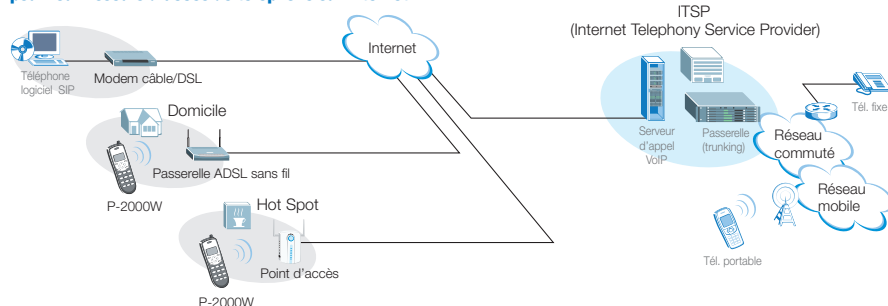 ITSP
(Internet Telephony Service Provider)
Internet
Téléphone
logiciel SIP
Modem câble/DSL
Tél. fixe
Domicile
Serveur
d'appel
VoIP
Passerelle
(trunking)
Réseau
commuté
Passerelle ADSL sans fil
P-2000W
Réseau
mobile
Hot Spot
Tél. portable
Point d'accès
P-2000W